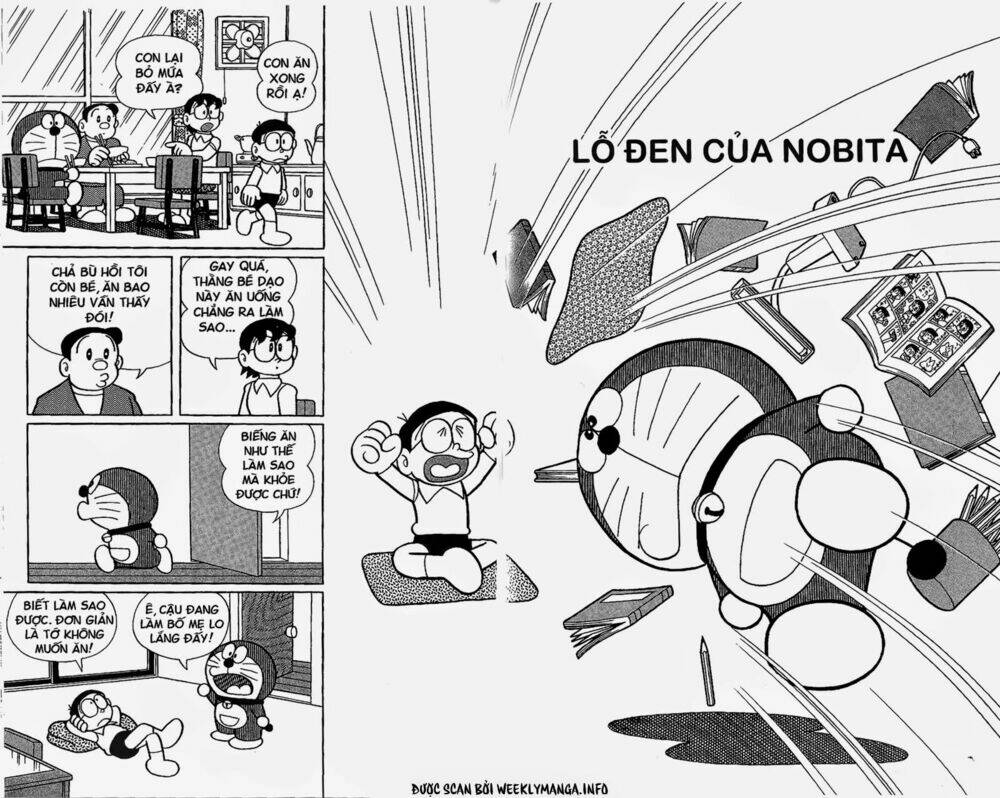 LỖ ĐEN CỦA NOBITA
CON LẠI
BỎ MỨA
ĐẤY À?
CON ĂN
XONG
RỒI Ạ!
CHẢ BÙ HỒI TÔI
CÒN BÉ, ĂN BAO
NHIÊU VẪN THẤY
ĐÓI!
GAY QUÁ,
THẰNG BÉ DẠO
NÀY ĂN UỐNG
CHẲNG RA LÀM
SAO...
BIẾNG ĂN
NHƯ THẾ
LÀM SAO
MÀ KHỎE
ĐƯỢC CHỨ!
BIẾT LÀM SAO
ĐƯỢC. ĐƠN GIẢN
LÀ TỚ KHÔNG
MUỐN ĂN!
Ê, CẬU ĐANG
LÀM BỐ MẸ LO
LẮNG ĐẤY!
ĐƯỢC SCAN BỞI WEEKLYMANGA.INFO